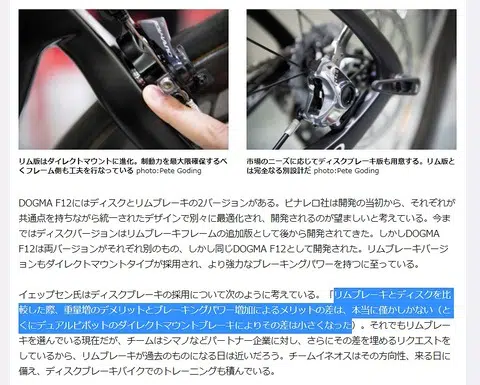 リム版はダイレクトマウントに進化。制動力を最大限確保するべ
くフレーム側も工夫を行なっている photo:Pete Goding
市場のニーズに応じてディスクブレーキ版も用意する。リム版と
は完全なる別設計だ photo:Pete Goding
DOGMA F12にはディスクとリムブレーキの2バージョンがある。ピナレロ社は開発の当初から、それぞれが
共通点を持ちながら統一されたデザインで別々に最適化され、開発されるのが望ましいと考えている。今ま
ではディスクバージョンはリムブレーキフレームの追加版として後から開発されてきた。しかしDOGMA
F12は両バージョンがそれぞれ別のもの、しかし同じDOGMA F12として開発された。リムブレーキバージ
ョンもダイレクトマウントタイプが採用され、より強力なブレーキングパワーを持つに至っている。
イェップセン氏はディスクブレーキの採用について次のように考えている。「リムブレーキとディスクを比
較した際、重量増のデメリットとブレーキングパワー増加によるメリットの差は、本当に僅かしかない（と
くにデュアルピボットのダイレクトマウントブレーキによりその差は小さくなった）。それでもリムブレー
キを選んでいる現在だが、チームはシマノなどパートナー企業に対し、さらにその差を埋めるリクエストを
しているから、リムブレーキが過去のものになる日は近いだろう。チームイネオスはその方向性、来る日に
備え、ディスクブレーキバイクでのトレーニングも積んでいる。